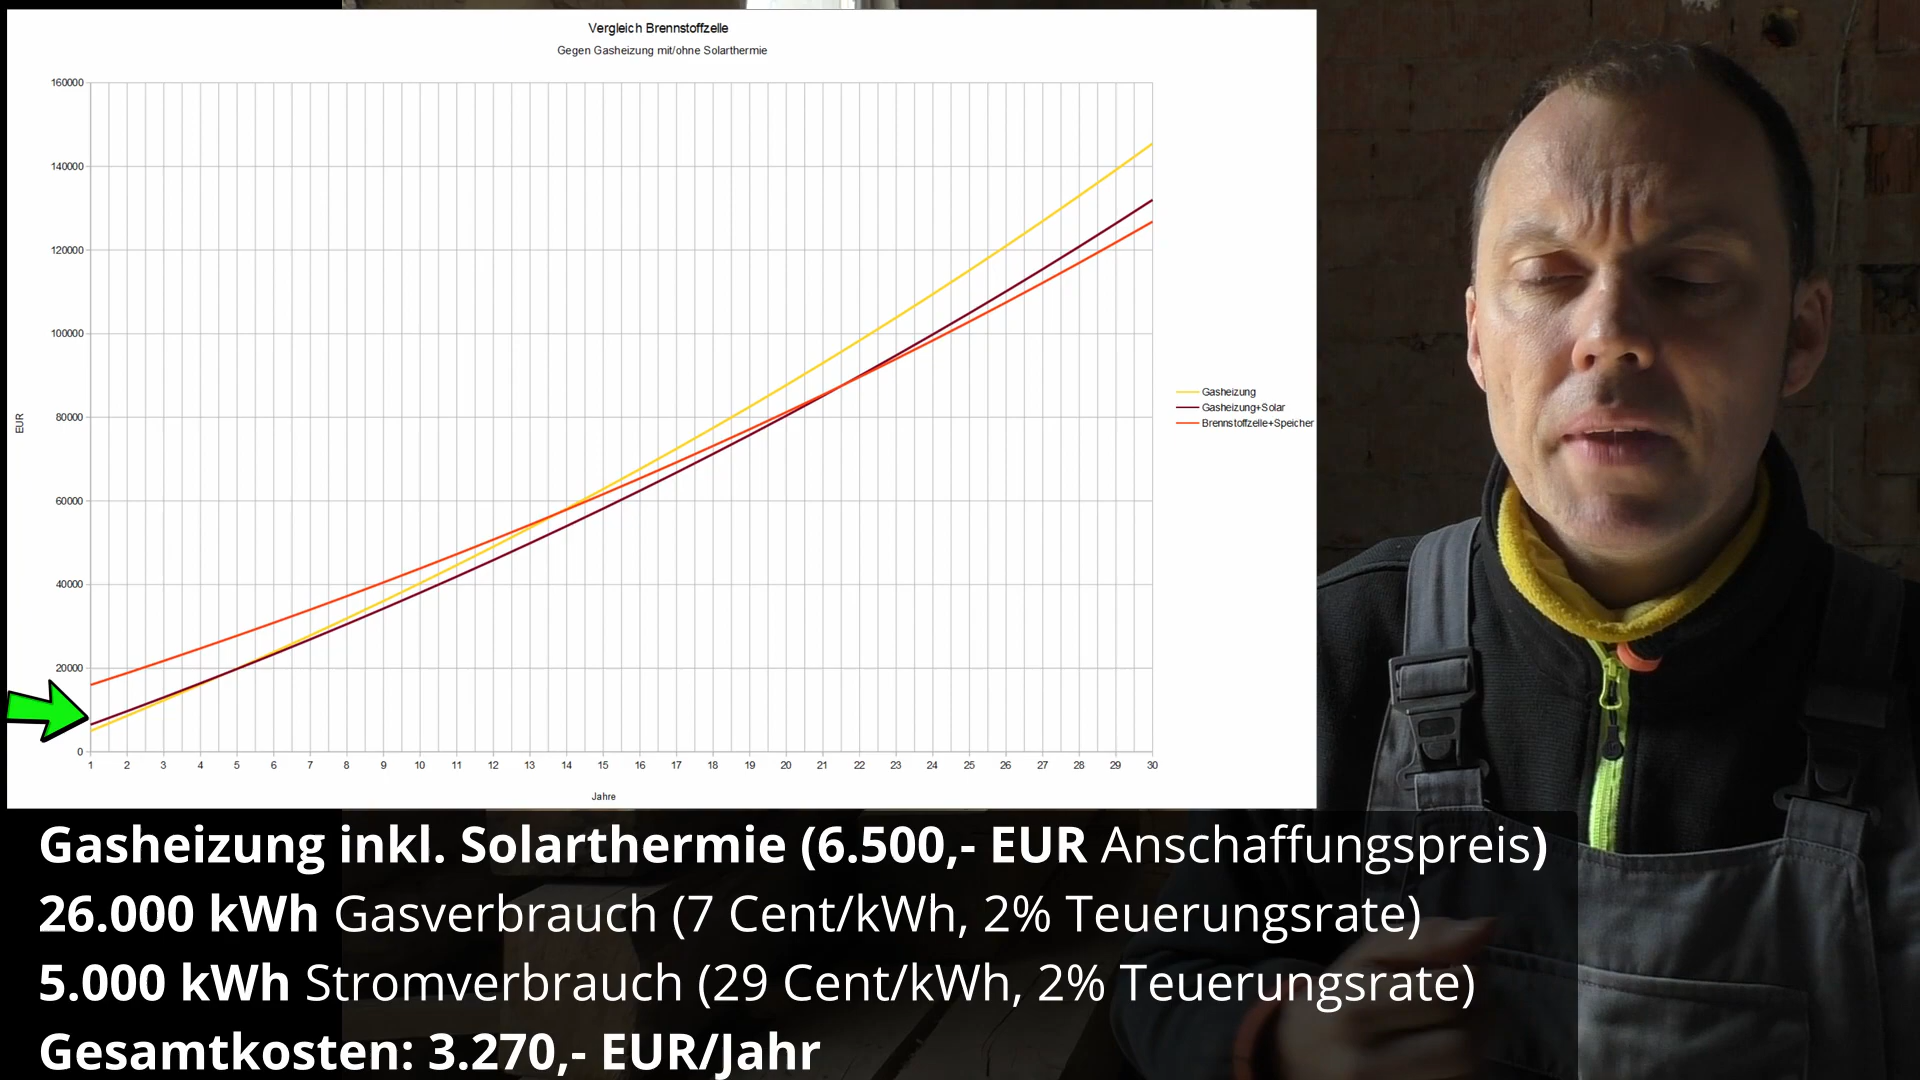 Vergleich Brennstoffzelle
Gegen Gasheizung mit/ohne Solarthermie
160000
140000
120000
100000
80000
60000
40000
20000
0
EUR
1 2 3 4 5 6 7 8 9 10 11 12 13 14 15 16 17 18 19 20 21 22 23 24 25 26 27 28 29 30
Jahre
Gasheizung
Gasheizung+Solar
Brennstoffzelle+Speicher
Gasheizung inkl. Solarthermie (6.500,- EUR Anschaffungspreis)
26.000 kWh Gasverbrauch (7 Cent/kWh, 2% Teuerungsrate)
5.000 kWh Stromverbrauch (29 Cent/kWh, 2% Teuerungsrate)
Gesamtkosten: 3.270,- EUR/Jahr